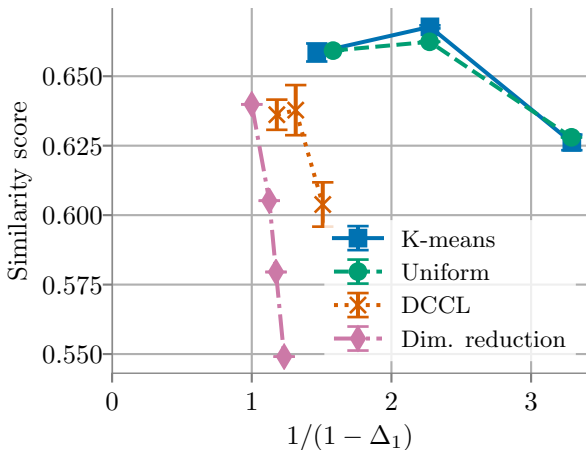 Similarity score
0.650
0.625
0.600
0.575
0.550
K-means
Uniform
DCCL
Dim. reduction
0 1 2 3
1/(1 − Δ₁)